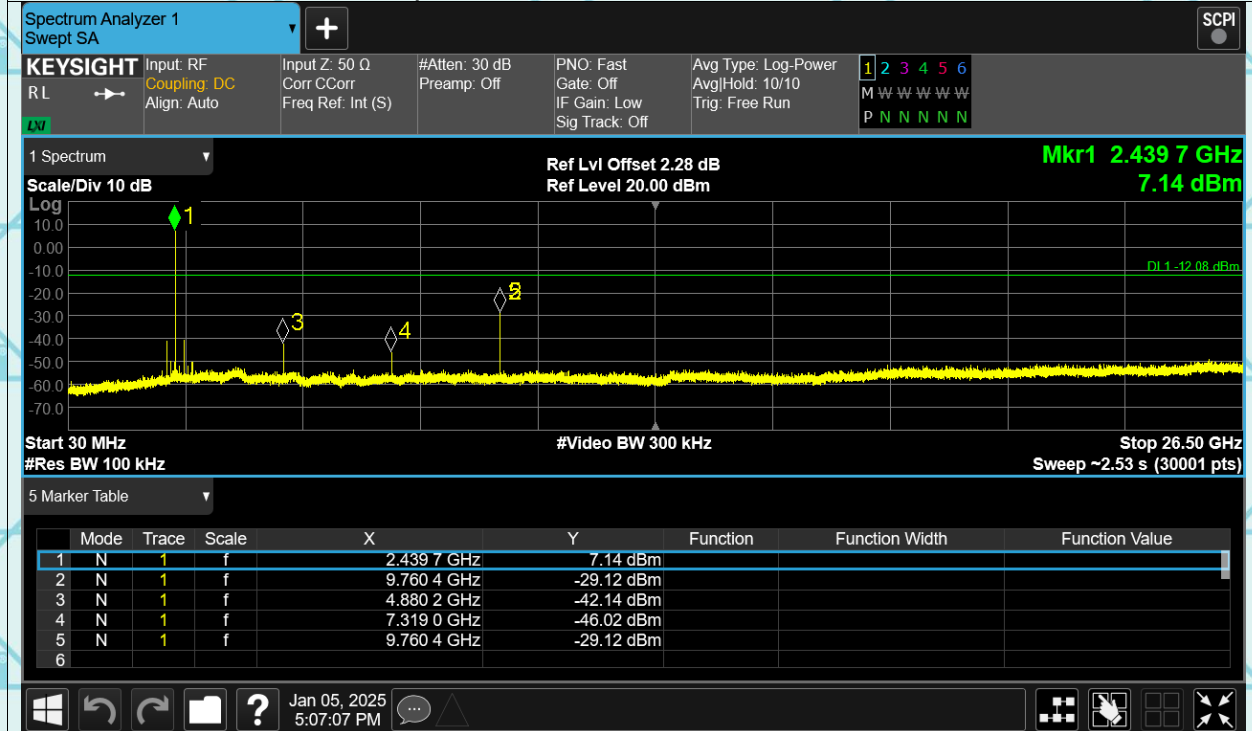 Spectrum Analyzer 1
Swept SA
+
SCPI
KEYSIGHT
RL
LXI
Input: RF
Coupling: DC
Align: Auto
Input Z: 50 Ω
Corr CCorr
Freq Ref: Int (S)
#Atten: 30 dB
Preamp: Off
PNO: Fast
Gate: Off
IF Gain: Low
Sig Track: Off
Avg Type: Log-Power
Avg|Hold: 10/10
Trig: Free Run
1 2 3 4 5 6
M W W W W W
P N N N N N
1 Spectrum
Scale/Div 10 dB
Ref Lvl Offset 2.28 dB
Ref Level 20.00 dBm
Mkr1 2.439 7 GHz
7.14 dBm
Log
10.0
0.00
-10.0
-20.0
-30.0
-40.0
-50.0
-60.0
-70.0
1
DL1 -12.08 dBm
3
4
Start 30 MHz
#Video BW 300 kHz
Stop 26.50 GHz
#Res BW 100 kHz
Sweep ~2.53 s (30001 pts)
5 Marker Table
Mode Trace Scale X Y Function Function Width Function Value
1 N 1 f 2.439 7 GHz 7.14 dBm
2 N 1 f 9.760 4 GHz -29.12 dBm
3 N 1 f 4.880 2 GHz -42.14 dBm
4 N 1 f 7.319 0 GHz -46.02 dBm
5 N 1 f 9.760 4 GHz -29.12 dBm
6
?
Jan 05, 2025
5:07:07 PM